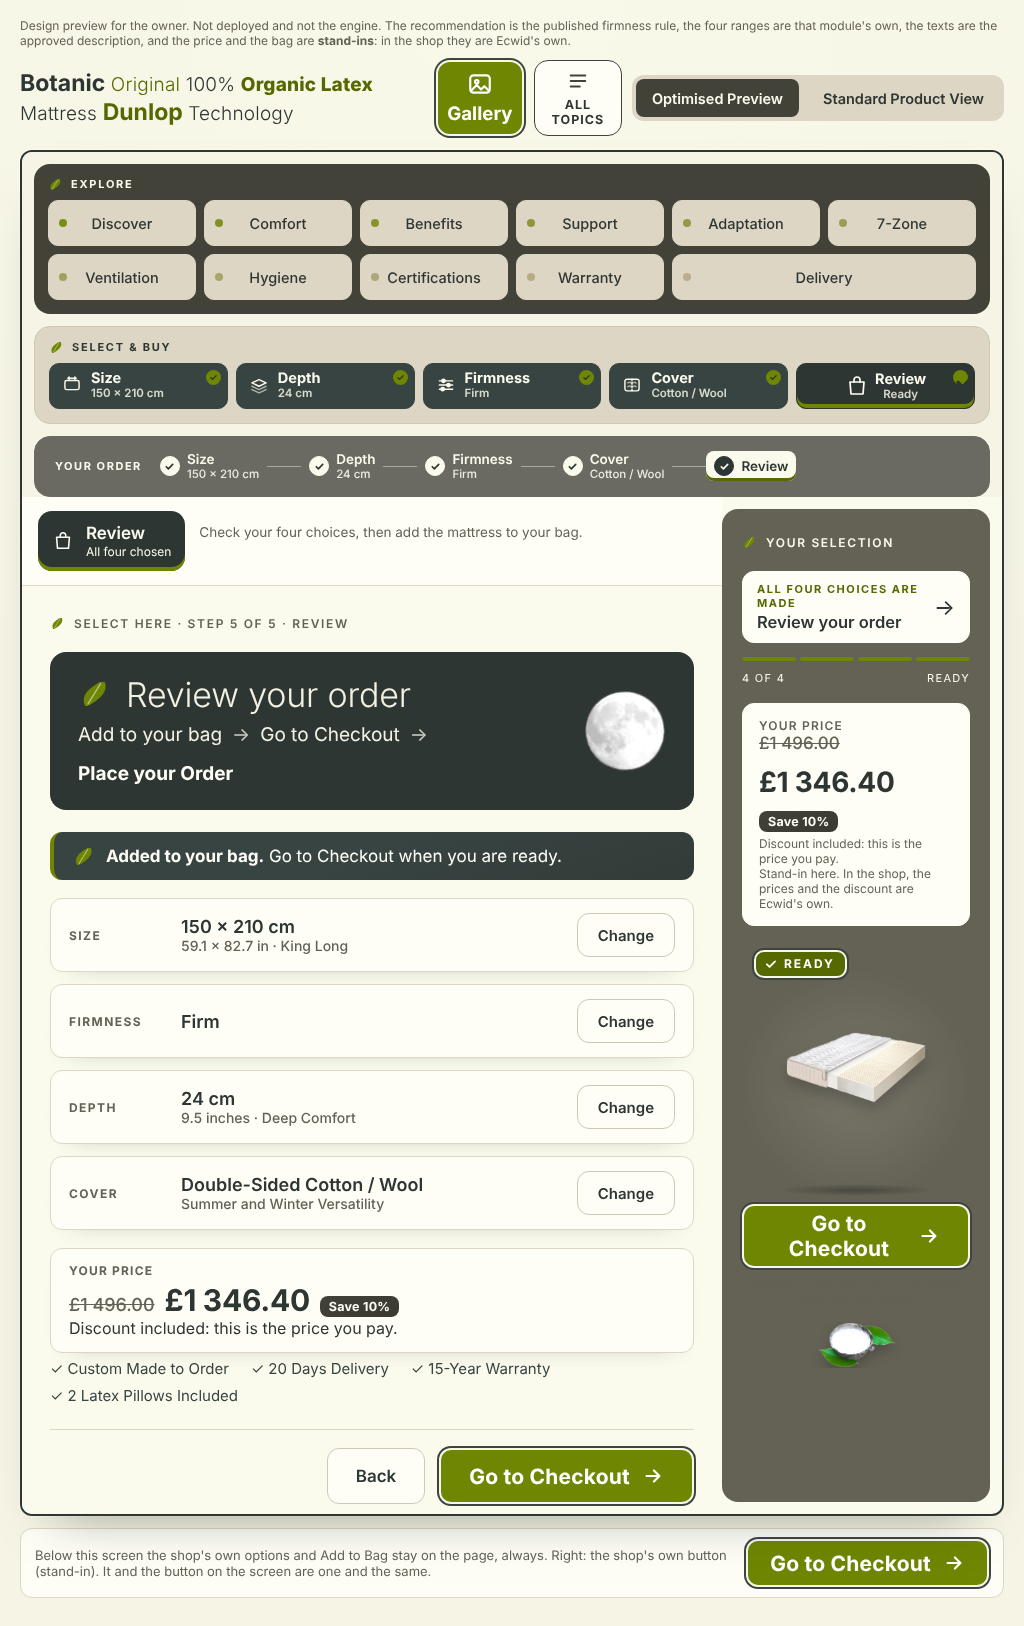 Design preview for the owner. Not deployed and not the engine. The recommendation is the published firmness rule, the four ranges are that module's own, the texts are the
approved description, and the price and the bag are stand-ins: in the shop they are Ecwid's own.
Botanic Original 100% Organic Latex
Mattress Dunlop Technology
Gallery
ALL
TOPICS
Optimised Preview
Standard Product View
EXPLORE
Discover
Comfort
Benefits
Support
Adaptation
7-Zone
Ventilation
Hygiene
Certifications
Warranty
Delivery
SELECT & BUY
Size
150 × 210 cm
Depth
24 cm
Firmness
Firm
Cover
Cotton / Wool
Review
Ready
YOUR ORDER
Size
150 × 210 cm
Depth
24 cm
Firmness
Firm
Cover
Cotton / Wool
Review
Review
All four chosen
Check your four choices, then add the mattress to your bag.
SELECT HERE · STEP 5 OF 5 · REVIEW
Review your order
Add to your bag → Go to Checkout →
Place your Order
Added to your bag. Go to Checkout when you are ready.
SIZE
150 × 210 cm
59.1 × 82.7 in · King Long
Change
FIRMNESS
Firm
Change
DEPTH
24 cm
9.5 inches · Deep Comfort
Change
COVER
Double-Sided Cotton / Wool
Summer and Winter Versatility
Change
YOUR PRICE
£1 496.00 £1 346.40 Save 10%
Discount included: this is the price you pay.
✓ Custom Made to Order ✓ 20 Days Delivery ✓ 15-Year Warranty
✓ 2 Latex Pillows Included
Back
Go to Checkout →
YOUR SELECTION
ALL FOUR CHOICES ARE
MADE
Review your order →
4 OF 4
READY
YOUR PRICE
£1 496.00
£1 346.40
Save 10%
Discount included: this is the
price you pay.
Stand-in here. In the shop, the
prices and the discount are
Ecwid's own.
✓ READY
Go to
Checkout →
Below this screen the shop's own options and Add to Bag stay on the page, always. Right: the shop's own button
(stand-in). It and the button on the screen are one and the same.
Go to Checkout →